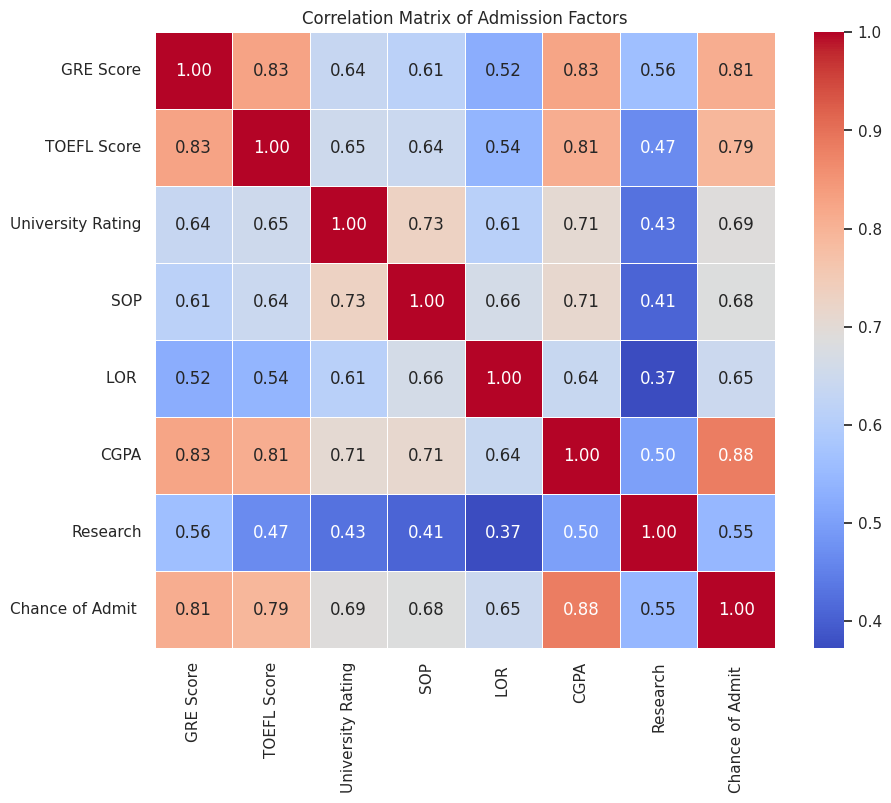 Correlation Matrix of Admission Factors
GRE Score 1.00 0.83 0.64 0.61 0.52 0.83 0.56 0.81
TOEFL Score 0.83 1.00 0.65 0.64 0.54 0.81 0.47 0.79
University Rating 0.64 0.65 1.00 0.73 0.61 0.71 0.43 0.69
SOP 0.61 0.64 0.73 1.00 0.66 0.71 0.41 0.68
LOR 0.52 0.54 0.61 0.66 1.00 0.64 0.37 0.65
CGPA 0.83 0.81 0.71 0.71 0.64 1.00 0.50 0.88
Research 0.56 0.47 0.43 0.41 0.37 0.50 1.00 0.55
Chance of Admit 0.81 0.79 0.69 0.68 0.65 0.88 0.55 1.00
GRE Score
TOEFL Score
University Rating
SOP
LOR
CGPA
Research
Chance of Admit
1.0
0.9
0.8
0.7
0.6
0.5
0.4